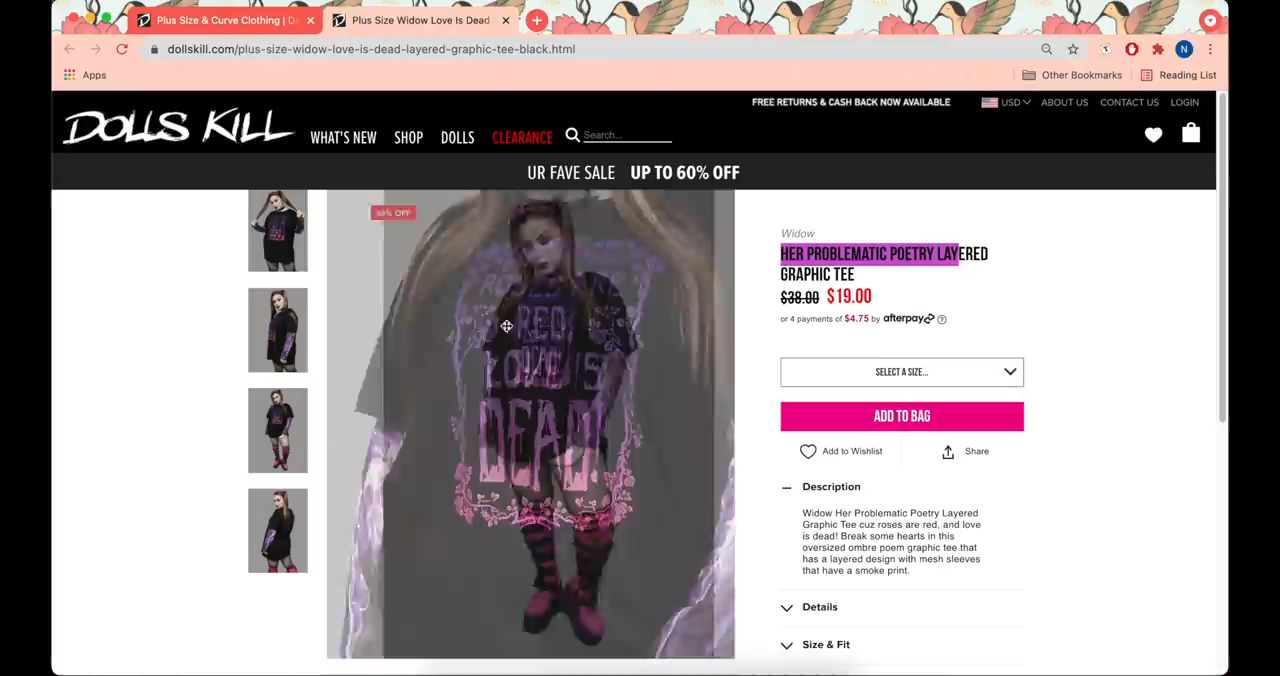 Plus Size & Curve Clothing | D
Plus Size Widow Love Is Dead
dollskill.com/plus-size-widow-love-is-dead-layered-graphic-tee-black.html
N
Apps
Other Bookmarks
Reading List
FREE RETURNS & CASH BACK NOW AVAILABLE
USD
ABOUT US
CONTACT US
LOGIN
DOLLS KILL
WHAT'S NEW
SHOP
DOLLS
CLEARANCE
Search...
UR FAVE SALE UP TO 60% OFF
RED,
LOVE IS
DEAD
Widow
HER PROBLEMATIC POETRY LAYERED
GRAPHIC TEE
$38.00 $19.00
or 4 payments of $4.75 by afterpay
SELECT A SIZE...
ADD TO BAG
Add to Wishlist
Share
Description
Widow Her Problematic Poetry Layered
Graphic Tee cuz roses are red, and love
is dead! Break some hearts in this
oversized ombre poem graphic tee that
has a layered design with mesh sleeves
that have a smoke print.
Details
Size & Fit